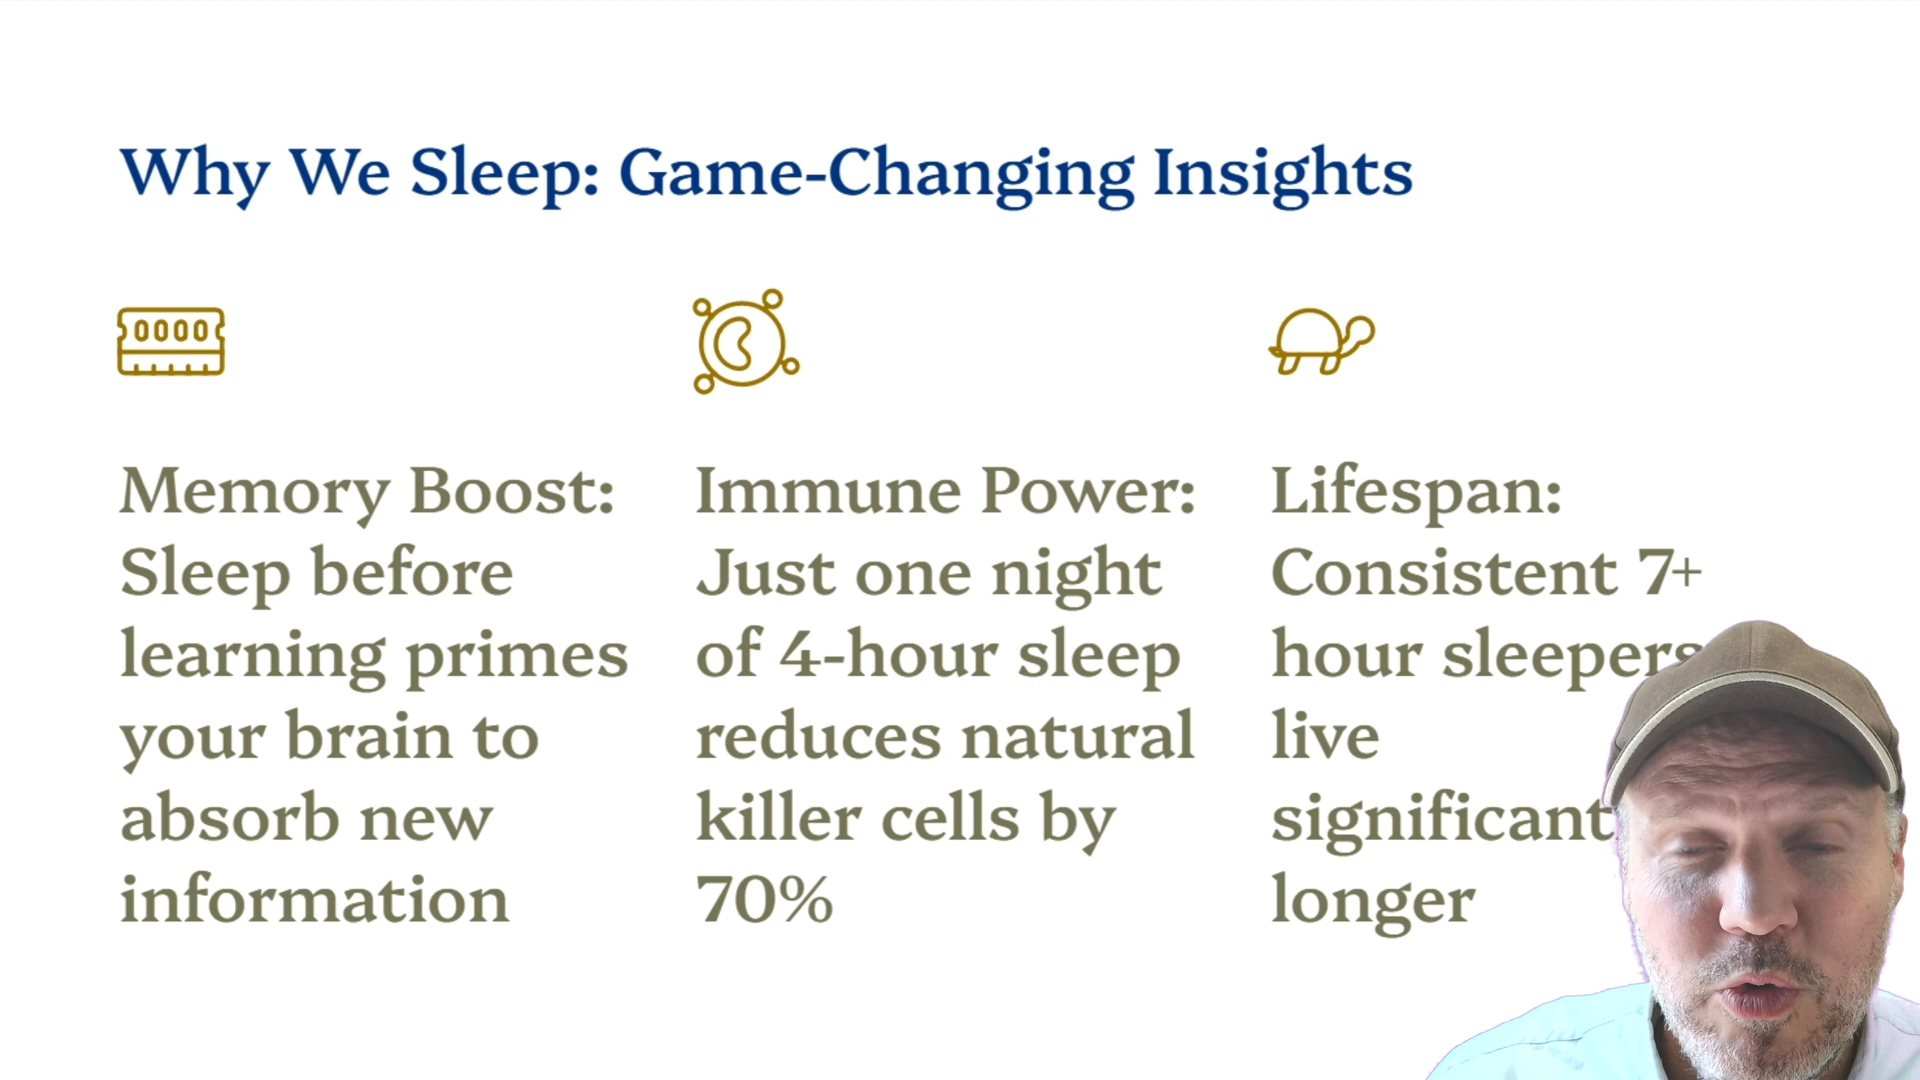 Why We Sleep: Game-Changing Insights
Memory Boost:
Sleep before
learning primes
your brain to
absorb new
information
Immune Power:
Just one night
of 4-hour sleep
reduces natural
killer cells by
70%
Lifespan:
Consistent 7+
hour sleepers
live
significant
longer